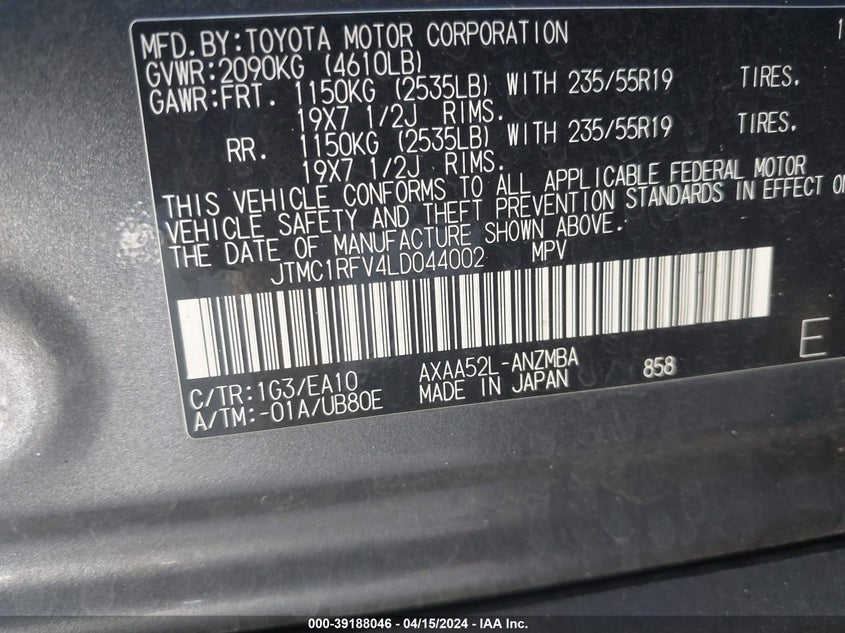 MFD.BY:TOYOTA MOTOR CORPORATION 1
GVWR:2090KG (4610LB)
GAWR:FRT. 1150KG (2535LB) WITH 235/55R19 TIRES.
19X7 1/2J RIMS.
RR. 1150KG (2535LB) WITH 235/55R19 TIRES.
19X7 1/2J RIMS.
THIS VEHICLE CONFORMS TO ALL APPLICABLE FEDERAL MOTOR
VEHICLE SAFETY AND THEFT PREVENTION STANDARDS IN EFFECT ON
THE DATE OF MANUFACTURE SHOWN ABOVE.
JTMC1RFV4LD044002 MPV
C/TR:1G3/EA10 AXAA52L-ANZMBA 858 E
A/TM:-01A/UB80E MADE IN JAPAN
000-39188046 - 04/15/2024 - IAA Inc.